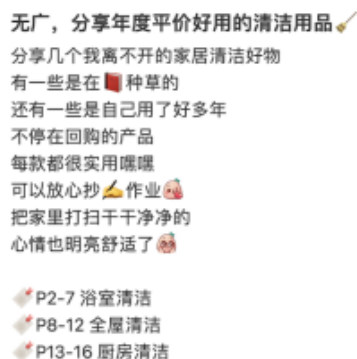 无广，分享年度平价好用的清洁用品🧹
分享几个我离不开的家居清洁好物
有一些是在📕种草的
还有一些是自己用了好多年
不停在回购的产品
每款都很实用嘿嘿
可以放心抄✍️作业
把家里打扫干干净净的
心情也明亮舒适了
P2-7 浴室清洁
P8-12 全屋清洁
P13-16 厨房清洁